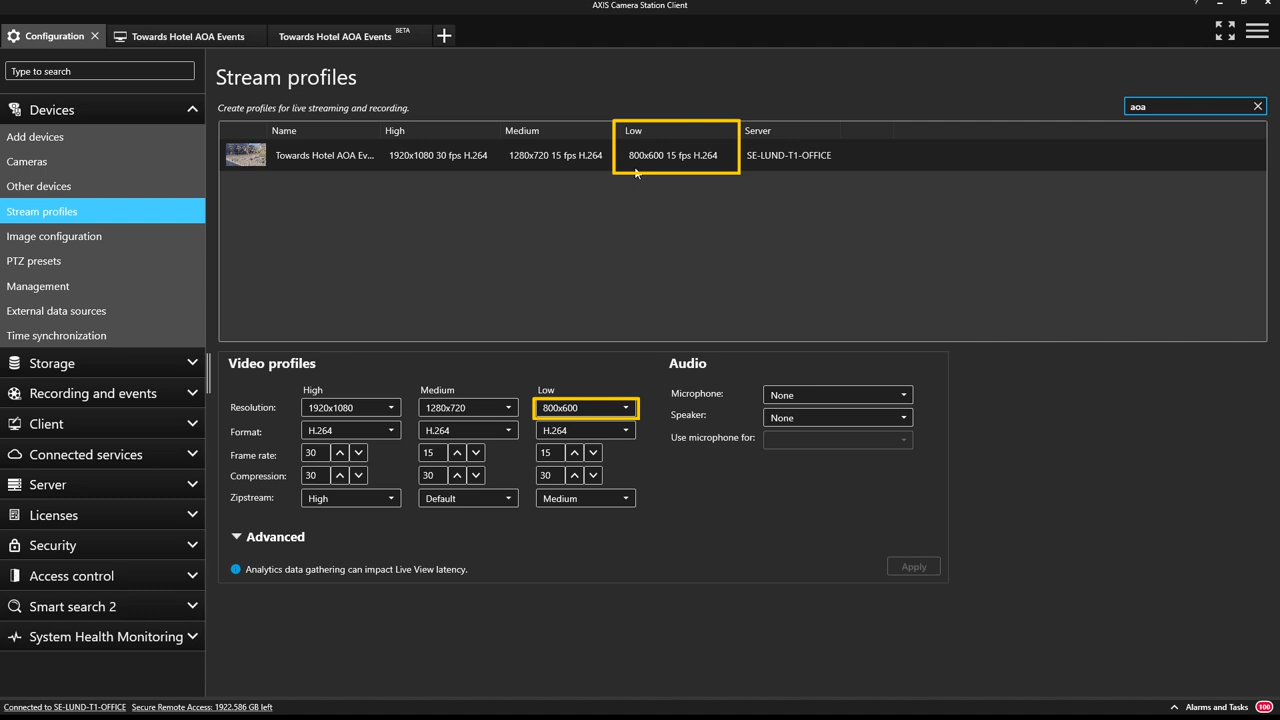 AXIS Camera Station Client
Configuration
Towards Hotel AOA Events
Towards Hotel AOA Events BETA
Type to search
Devices
Add devices
Cameras
Other devices
Stream profiles
Image configuration
PTZ presets
Management
External data sources
Time synchronization
Storage
Recording and events
Client
Connected services
Server
Licenses
Security
Access control
Smart search 2
System Health Monitoring
Stream profiles
Create profiles for live streaming and recording.
aoa
Name High Medium Low Server
Towards Hotel AOA Ev... 1920x1080 30 fps H.264 1280x720 15 fps H.264 800x600 15 fps H.264 SE-LUND-T1-OFFICE
Video profiles
High Medium Low
Resolution: 1920x1080 1280x720 800x600
Format: H.264 H.264 H.264
Frame rate: 30 15 15
Compression: 30 30 30
Zipstream: High Default Medium
Audio
Microphone: None
Speaker: None
Use microphone for:
Advanced
Analytics data gathering can impact Live View latency.
Apply
Connected to SE-LUND-T1-OFFICE Secure Remote Access: 1922.586 GB left
Alarms and Tasks 100